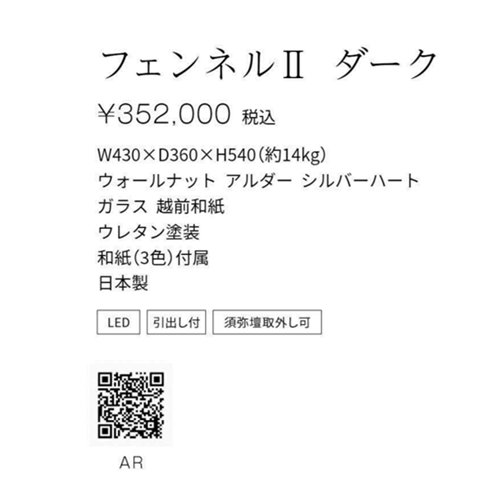 フェンネルⅡ ダーク
¥352,000 税込
W430×D360×H540（約14kg）
ウォールナット アルダー シルバーハート
ガラス 越前和紙
ウレタン塗装
和紙（3色）付属
日本製
LED 引出し付 須弥壇取外し可
AR